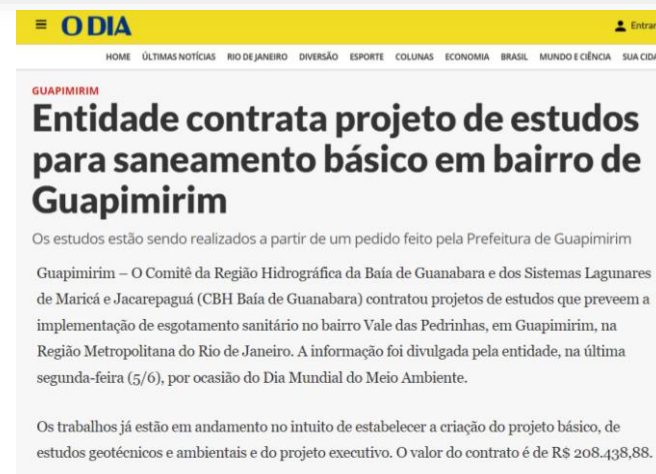 ≡ O DIA
Entrar
HOME ÚLTIMAS NOTÍCIAS RIO DE JANEIRO DIVERSÃO ESPORTE COLUNAS ECONOMIA BRASIL MUNDO E CIÊNCIA SUA CIDA
GUAPIMIRIM
Entidade contrata projeto de estudos
para saneamento básico em bairro de
Guapimirim
Os estudos estão sendo realizados a partir de um pedido feito pela Prefeitura de Guapimirim
Guapimirim – O Comitê da Região Hidrográfica da Baía de Guanabara e dos Sistemas Lagunares
de Maricá e Jacarepaguá (CBH Baía de Guanabara) contratou projetos de estudos que preveem a
implementação de esgotamento sanitário no bairro Vale das Pedrinhas, em Guapimirim, na
Região Metropolitana do Rio de Janeiro. A informação foi divulgada pela entidade, na última
segunda-feira (5/6), por ocasião do Dia Mundial do Meio Ambiente.
Os trabalhos já estão em andamento no intuito de estabelecer a criação do projeto básico, de
estudos geotécnicos e ambientais e do projeto executivo. O valor do contrato é de R$ 208.438,88.